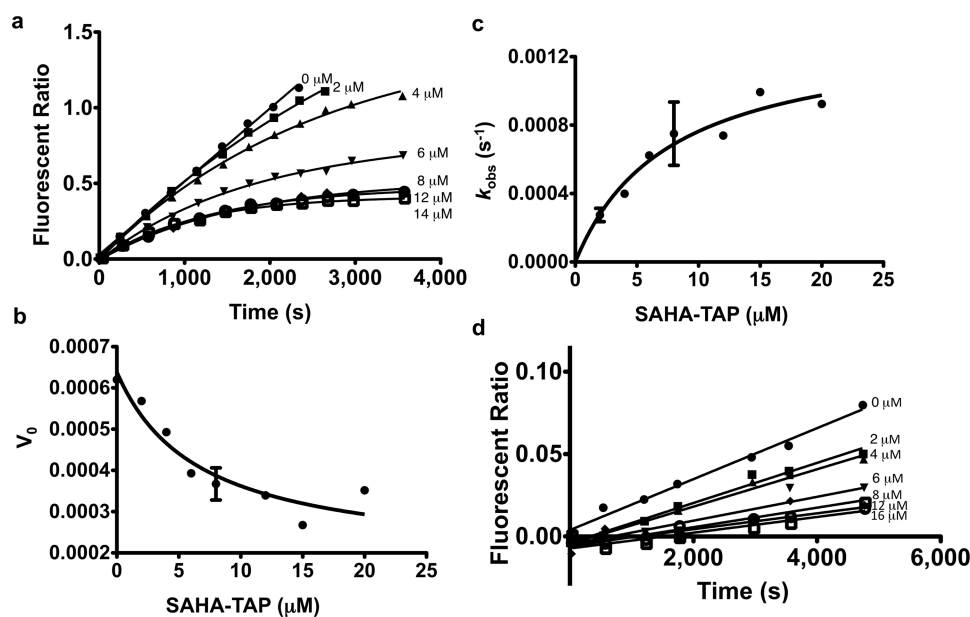 a
Fluorescent Ratio
1.5
1.0
0.5
0.0
0
1,000
2,000
3,000
4,000
Time (s)
0 μM
2 μM
4 μM
6 μM
8 μM
12 μM
14 μM
b
V0
0.0007
0.0006
0.0005
0.0004
0.0003
0.0002
0
5
10
15
20
25
SAHA-TAP (μM)
c
kobs (s-1)
0.0012
0.0008
0.0004
0.0000
0
5
10
15
20
25
SAHA-TAP (μM)
d
Fluorescent Ratio
0.10
0.05
0.00
2,000
4,000
6,000
Time (s)
0 μM
2 μM
4 μM
6 μM
8 μM
12 μM
16 μM